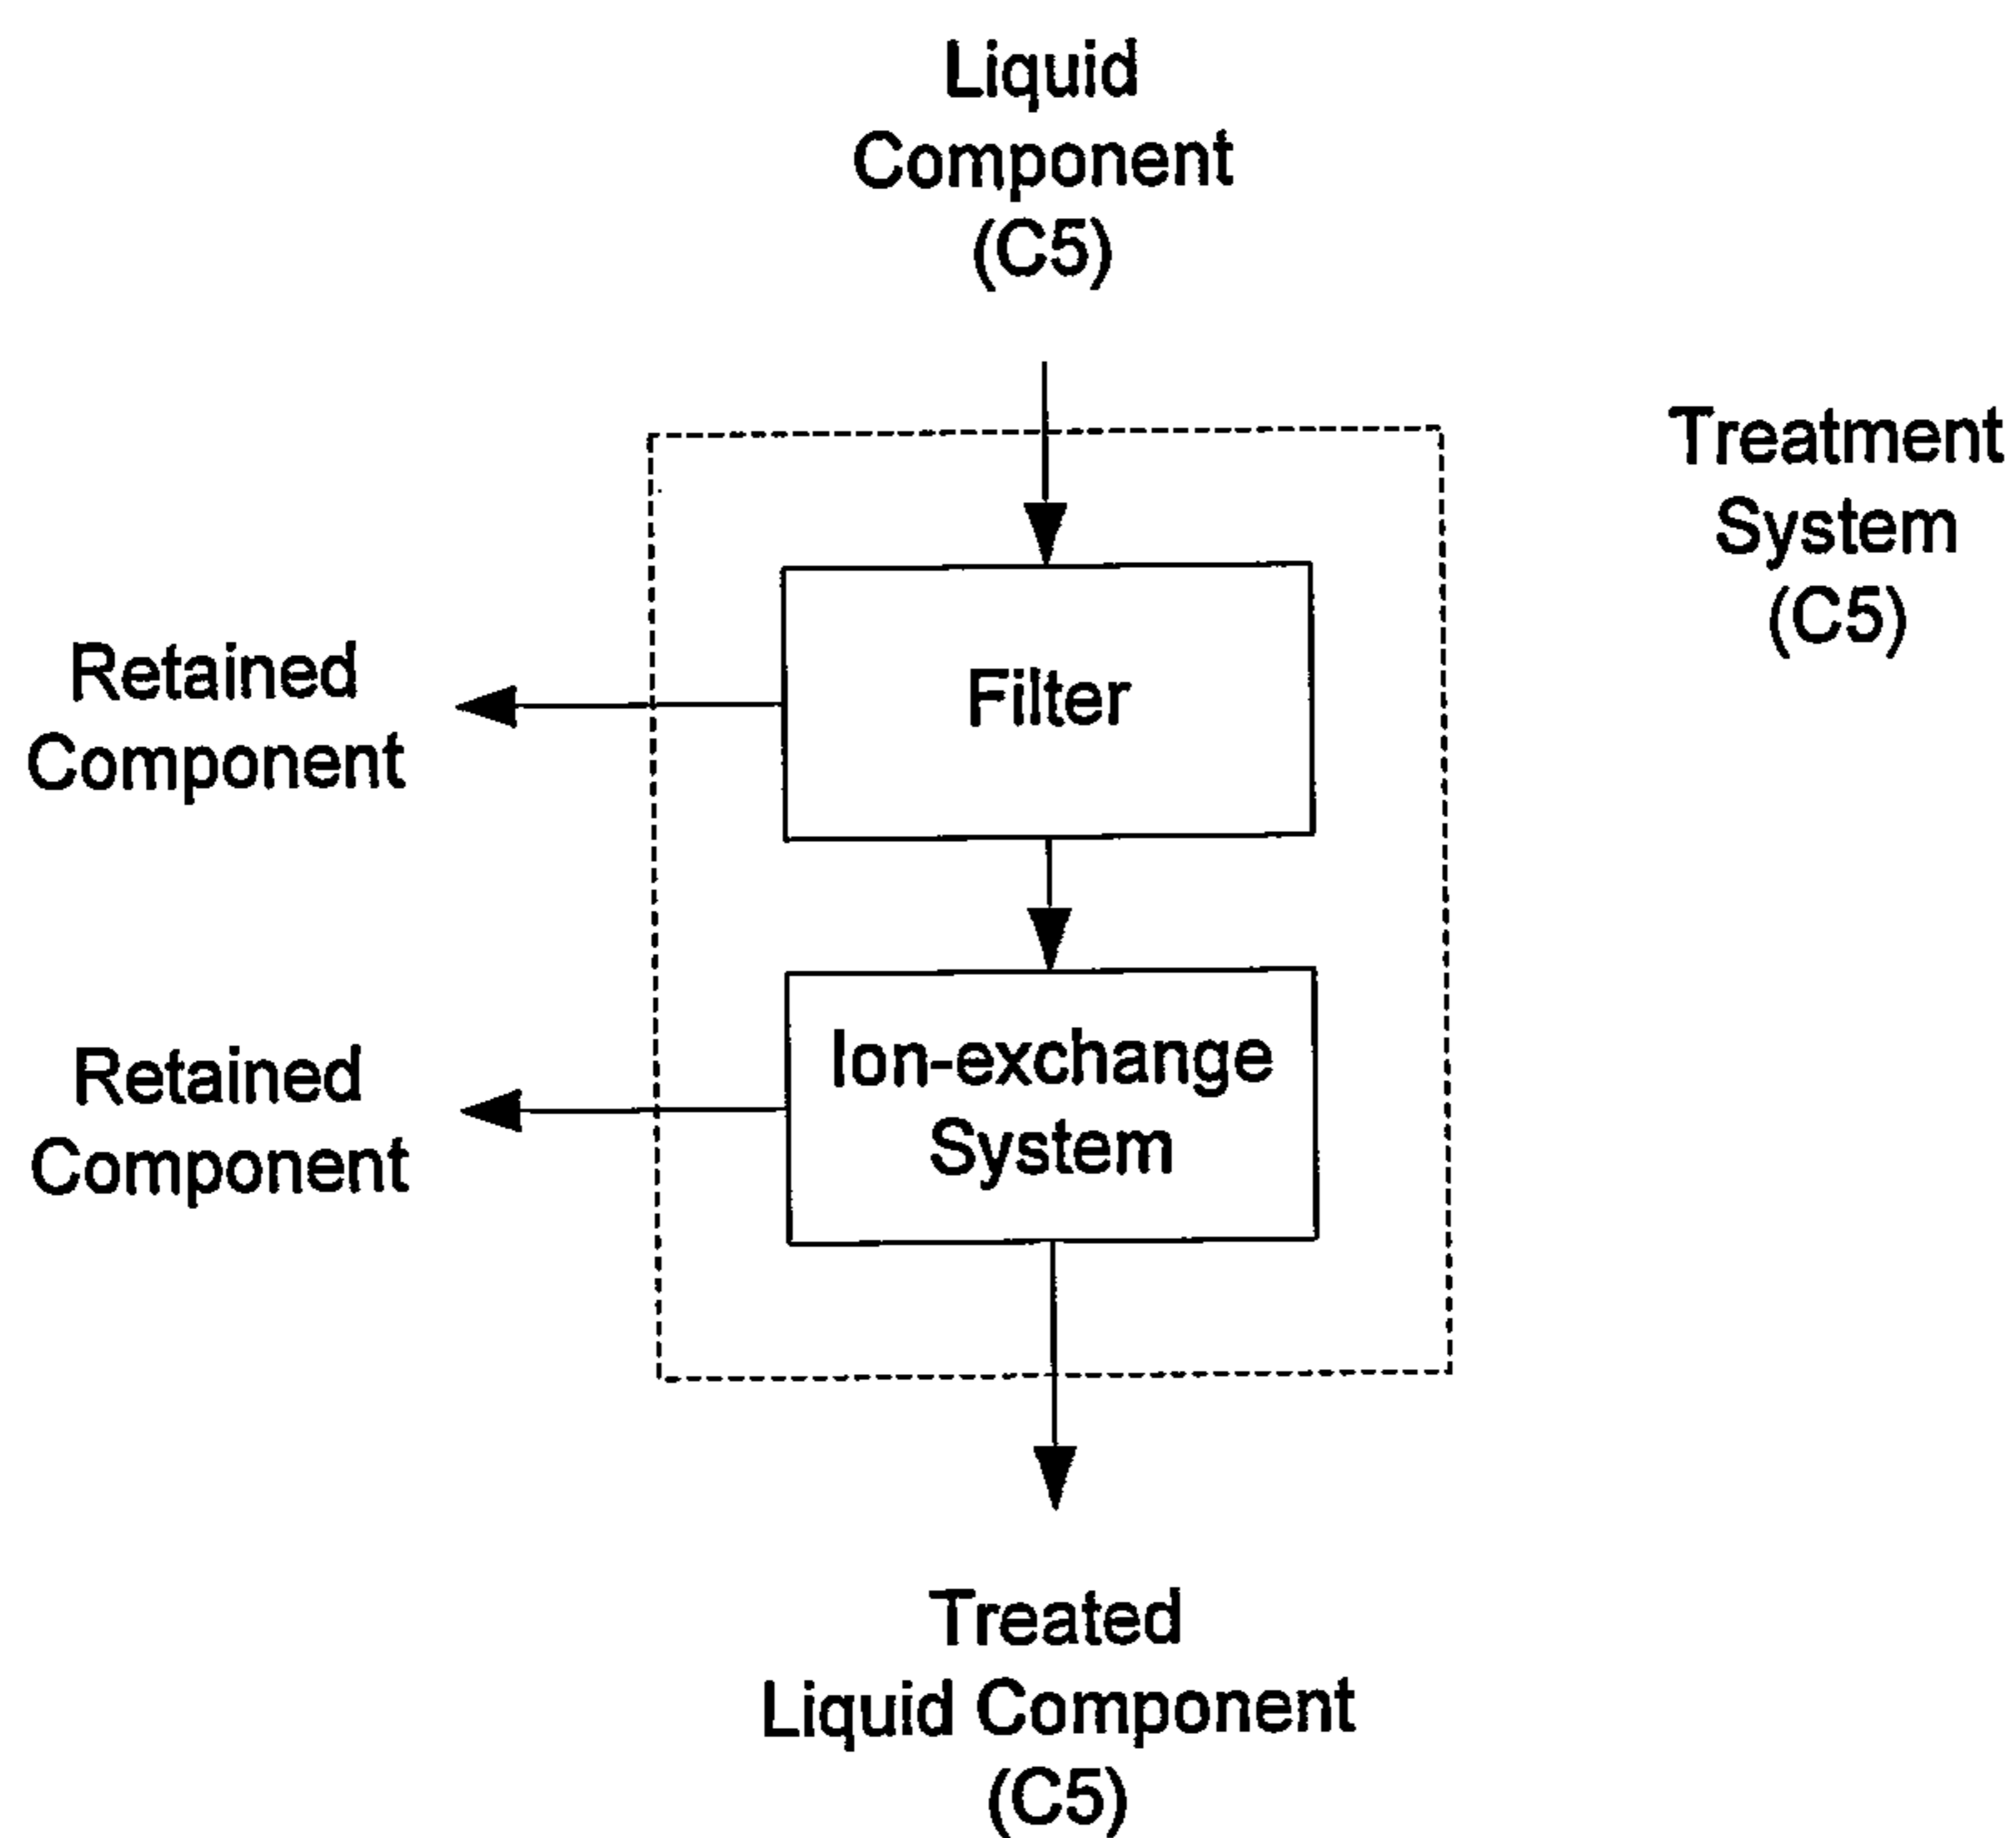 Liquid
Component
(C5)
Treatment
System
(C5)
Filter
Retained
Component
Ion-exchange
System
Retained
Component
Treated
Liquid Component
(C5)